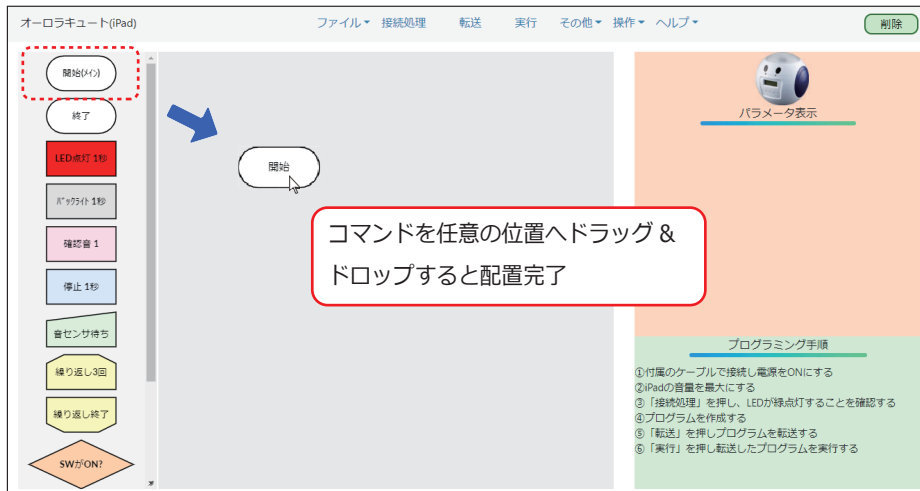 オーロラキュート(iPad)
ファイル 接続処理 転送 実行 その他 操作 ヘルプ
削除
開始(メイン)
終了
LED点灯 1秒
バックライト 1秒
確認音 1
停止 1秒
音センサ待ち
繰り返し3回
繰り返し終了
SWがON?
開始
コマンドを任意の位置へドラッグ &
ドロップすると配置完了
パラメータ表示
プログラミング手順
①付属のケーブルで接続し電源をONにする
②iPadの音量を最大にする
③「接続処理」を押し、LEDが緑点灯することを確認する
④プログラムを作成する
⑤「転送」を押しプログラムを転送する
⑥「実行」を押し転送したプログラムを実行する